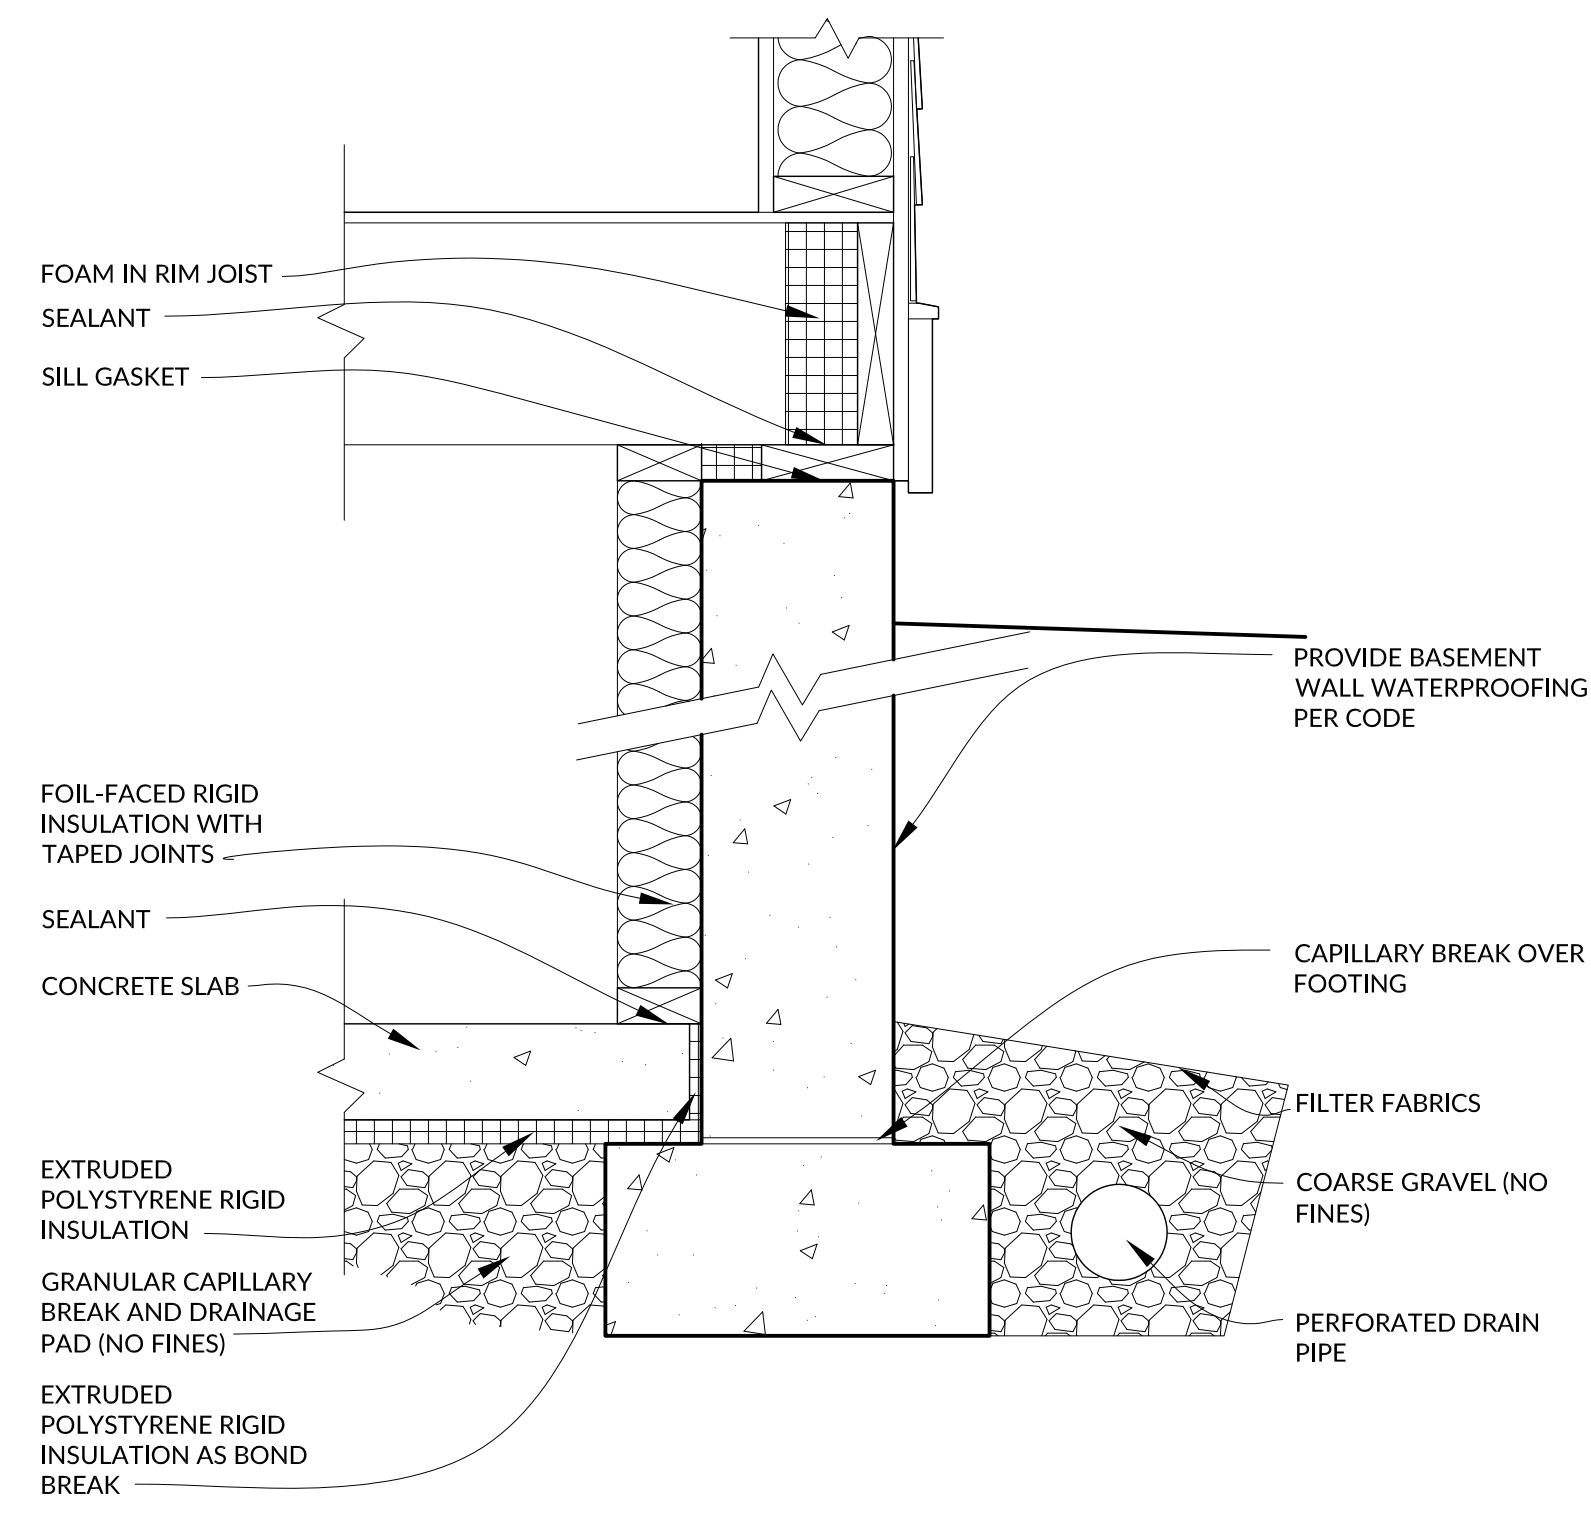 FOAM IN RIM JOIST
SEALANT
SILL GASKET
FOIL-FACED RIGID
INSULATION WITH
TAPED JOINTS
SEALANT
CONCRETE SLAB
EXTRUDED
POLYSTYRENE RIGID
INSULATION
GRANULAR CAPILLARY
BREAK AND DRAINAGE
PAD (NO FINES)
EXTRUDED
POLYSTYRENE RIGID
INSULATION AS BOND
BREAK
PROVIDE BASEMENT
WALL WATERPROOFING
PER CODE
CAPILLARY BREAK OVER
FOOTING
FILTER FABRICS
COARSE GRAVEL (NO
FINES)
PERFORATED DRAIN
PIPE